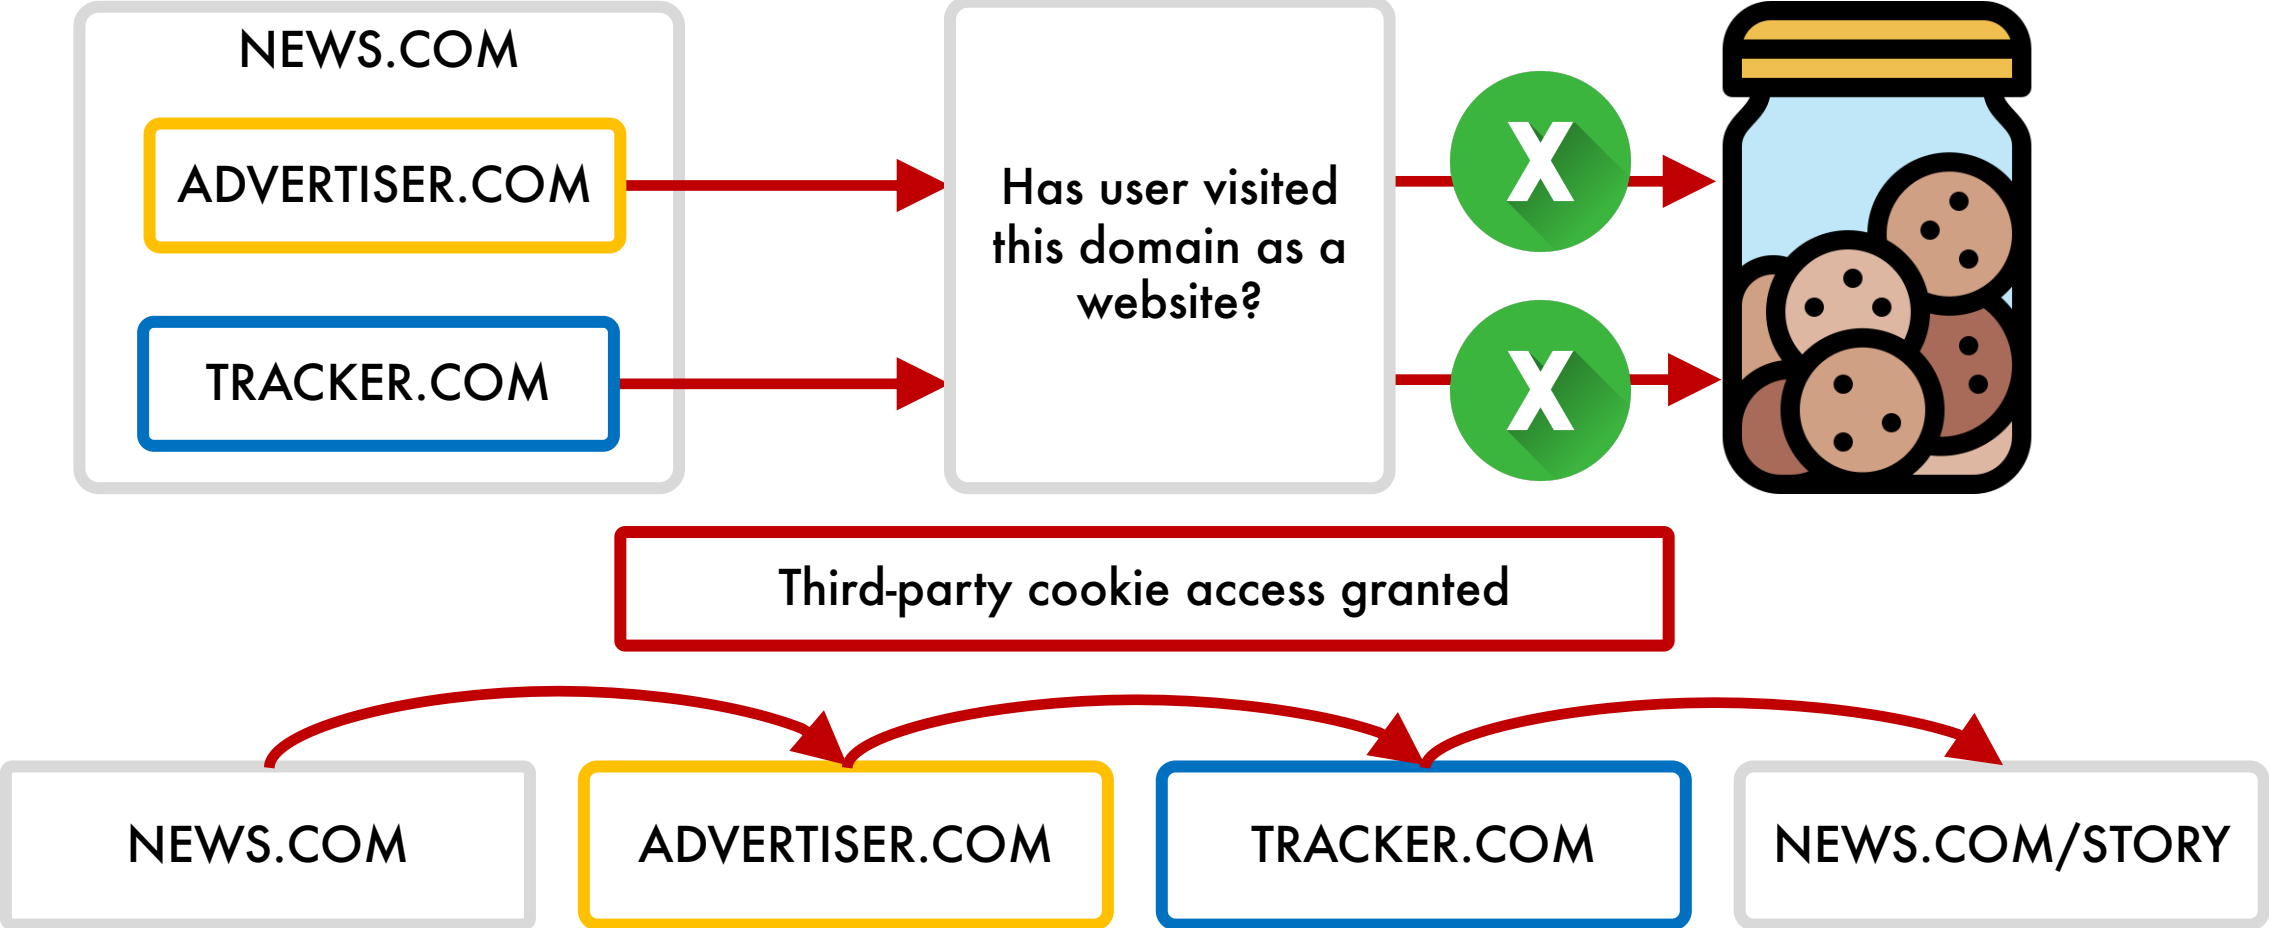 NEWS.COM
ADVERTISER.COM
TRACKER.COM
Has user visited
this domain as a
website?
X
X
Third-party cookie access granted
NEWS.COM
ADVERTISER.COM
TRACKER.COM
NEWS.COM/STORY